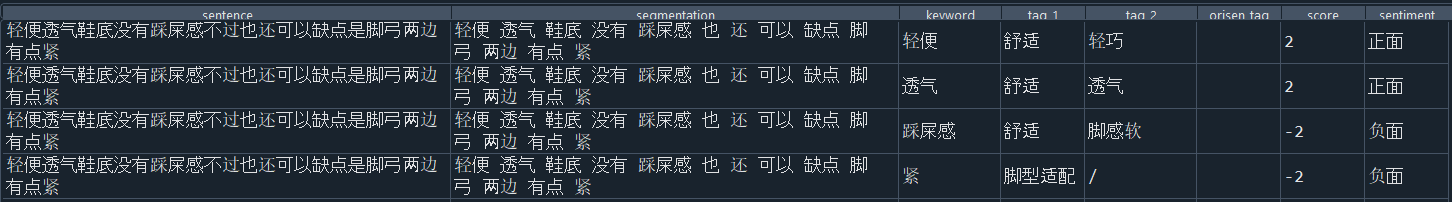 sentence segmentation keyword tag_1 tag_2 orisen_tag score sentiment
轻便透气鞋底没有踩屎感不过也还可以缺点是脚弓两边 轻便 透气 鞋底 没有 踩屎感 也 还 可以 缺点 脚 轻便 舒适 轻巧 2 正面
有点紧 弓 两边 有点 紧
轻便透气鞋底没有踩屎感不过也还可以缺点是脚弓两边 轻便 透气 鞋底 没有 踩屎感 也 还 可以 缺点 脚 透气 舒适 透气 2 正面
有点紧 弓 两边 有点 紧
轻便透气鞋底没有踩屎感不过也还可以缺点是脚弓两边 轻便 透气 鞋底 没有 踩屎感 也 还 可以 缺点 脚 踩屎感 舒适 脚感软 -2 负面
有点紧 弓 两边 有点 紧
轻便透气鞋底没有踩屎感不过也还可以缺点是脚弓两边 轻便 透气 鞋底 没有 踩屎感 也 还 可以 缺点 脚 紧 脚型适配 / -2 负面
有点紧 弓 两边 有点 紧